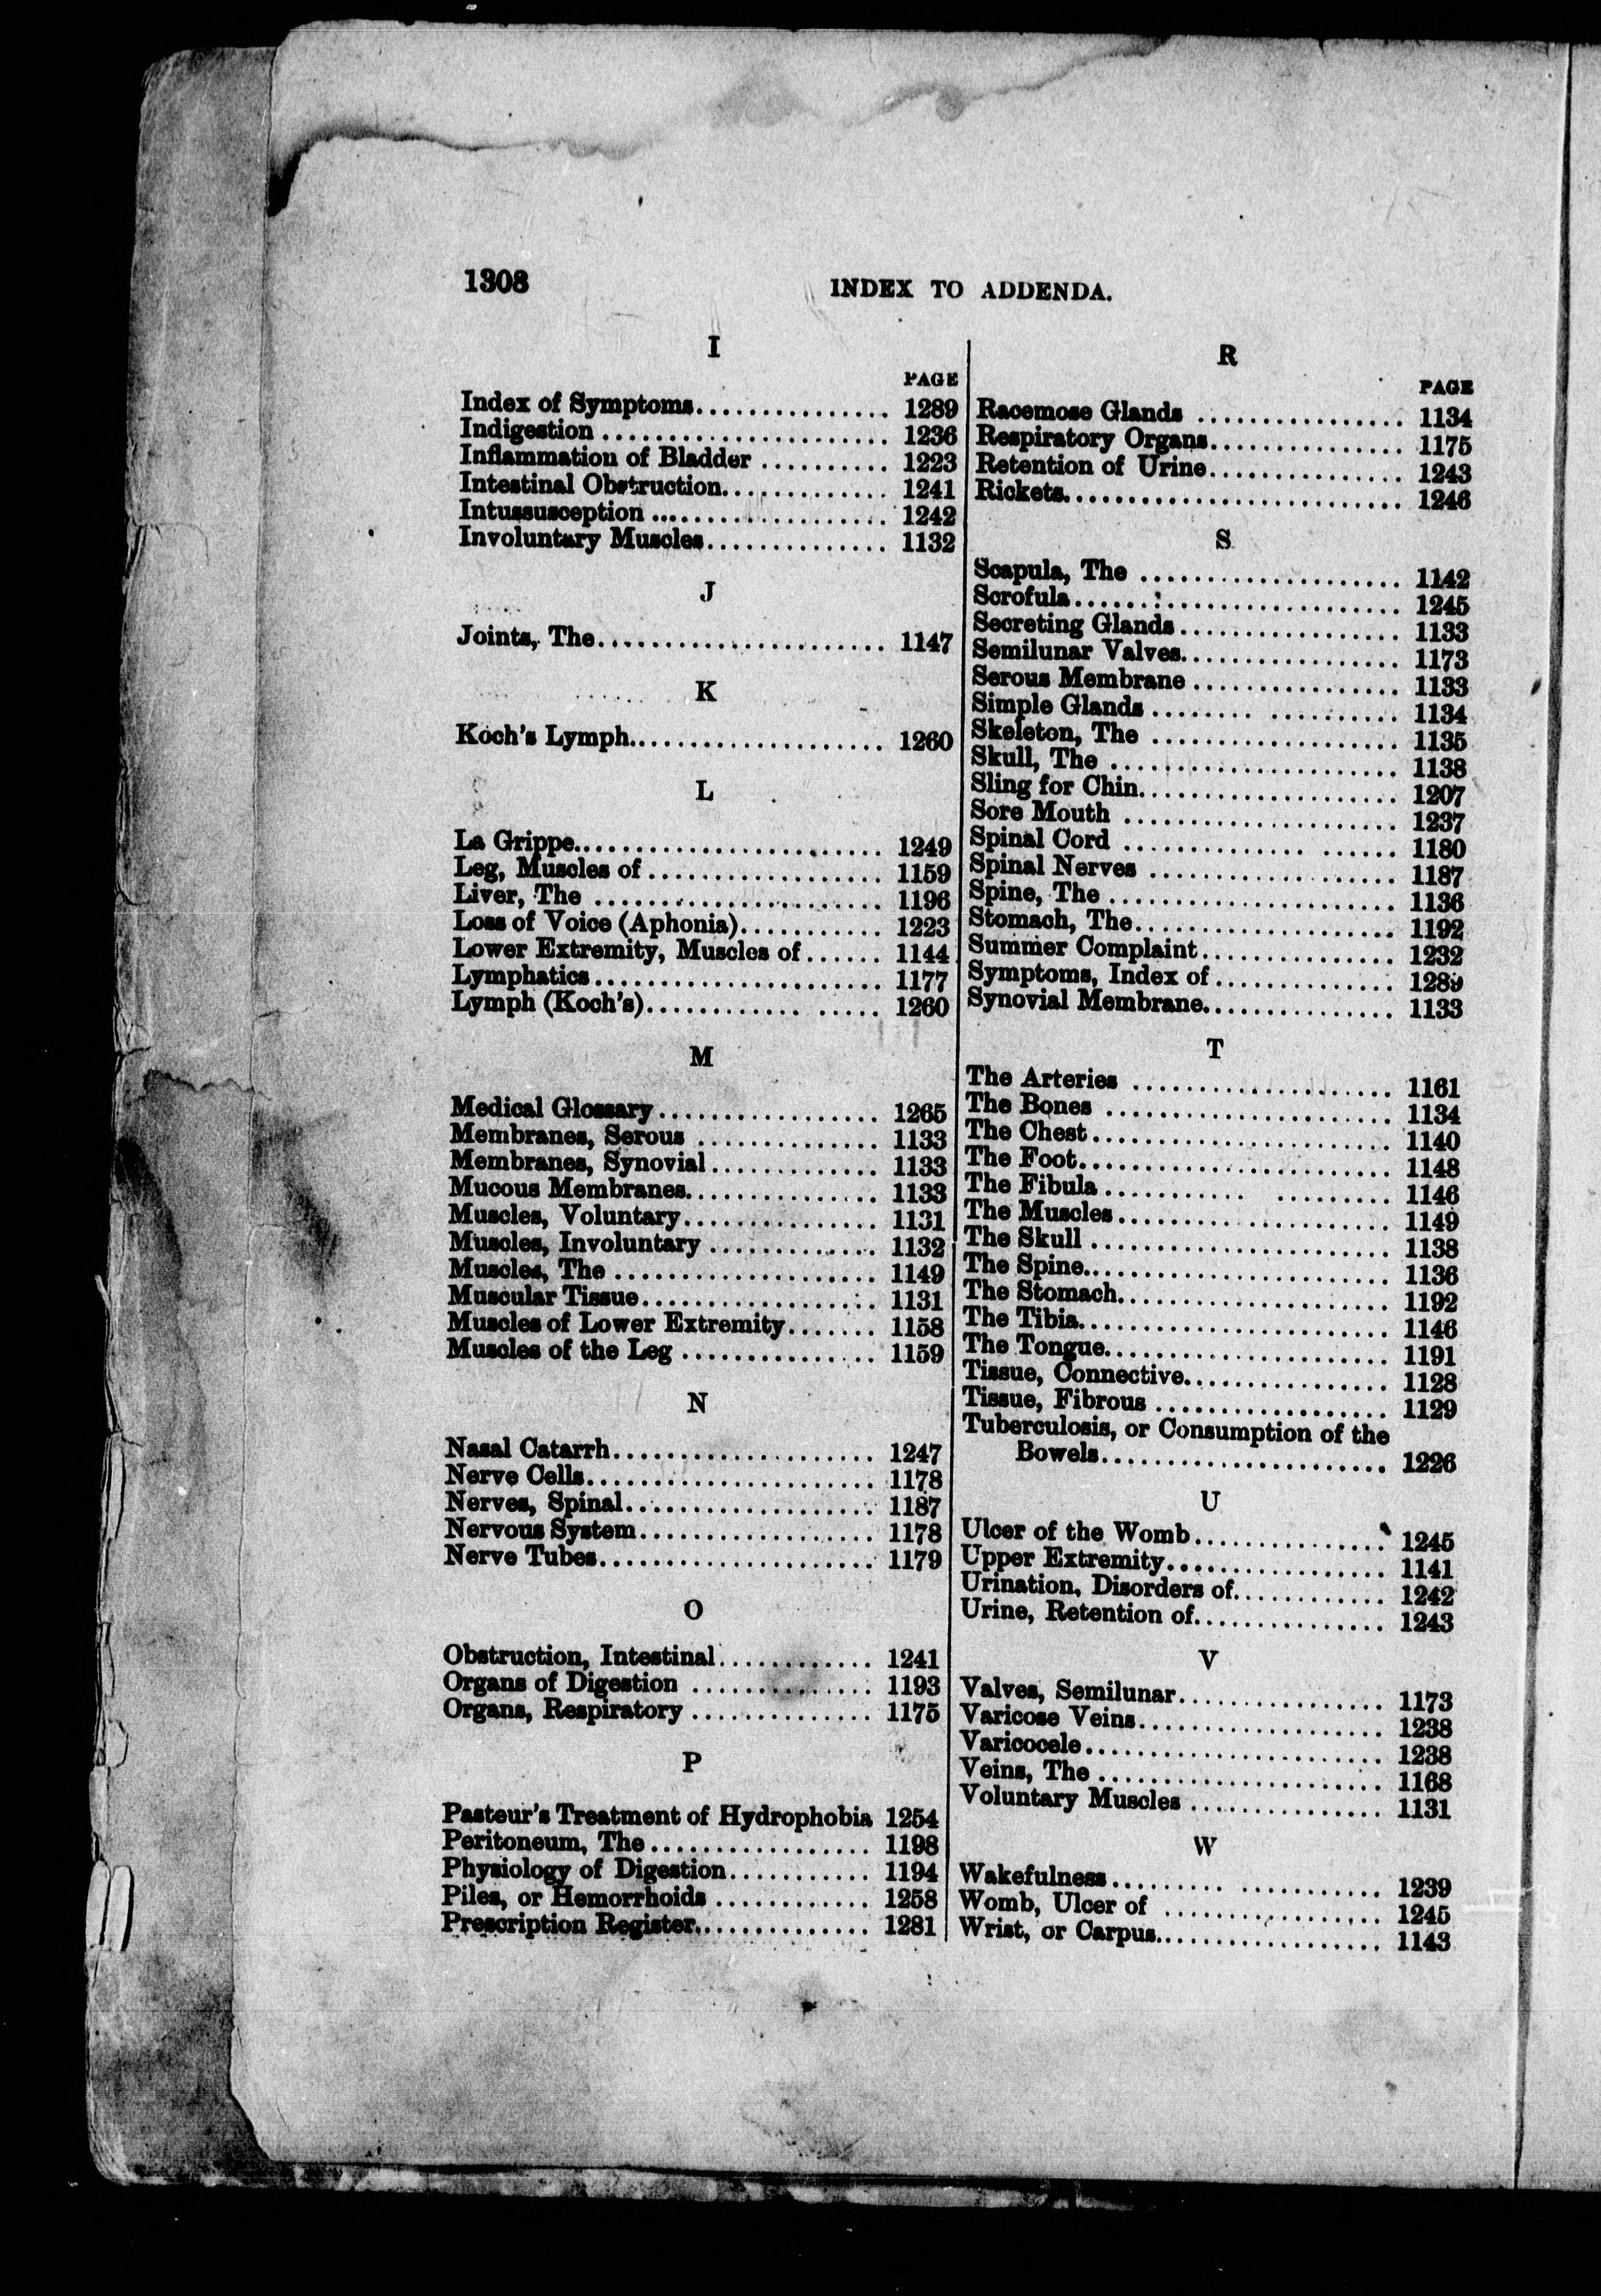 1308
INDEX TO ADDENDA.
I
PAGE
Index of Symptoms............... 1289
Indigestion ...................... 1236
Inflammation of Bladder .......... 1223
Intestinal Obstruction............. 1241
Intussusception ................... 1242
Involuntary Muscles.............. 1132
J
Joints, The...................... 1147
K
Koch's Lymph................... 1260
L
La Grippe....................... 1249
Leg, Muscles of .................. 1159
Liver, The ...................... 1196
Loss of Voice (Aphonia)........... 1223
Lower Extremity, Muscles of ...... 1144
Lymphatics...................... 1177
Lymph (Koch's)................. 1260
M
Medical Glossary................. 1265
Membranes, Serous .............. 1133
Membranes, Synovial............. 1133
Mucous Membranes.............. 1133
Muscles, Voluntary............... 1131
Muscles, Involuntary ............. 1132
Muscles, The .................... 1149
Muscular Tissue.................. 1131
Muscles of Lower Extremity....... 1158
Muscles of the Leg ............... 1159
N
Nasal Catarrh.................... 1247
Nerve Cells...................... 1178
Nerves, Spinal................... 1187
Nervous System.................. 1178
Nerve Tubes..................... 1179
O
Obstruction, Intestinal............ 1241
Organs of Digestion .............. 1193
Organs, Respiratory .............. 1175
P
Pasteur's Treatment of Hydrophobia 1254
Peritoneum, The................. 1198
Physiology of Digestion........... 1194
Piles, or Hemorrhoids ............ 1258
Prescription Register.............. 1281
R
PAGE
Racemose Glands ................ 1134
Respiratory Organs............... 1175
Retention of Urine............... 1243
Rickets.......................... 1246
S
Scapula, The .................... 1142
Scrofula......................... 1245
Secreting Glands................. 1133
Semilunar Valves................. 1173
Serous Membrane ................ 1133
Simple Glands ........ .......... 1134
Skeleton, The ................... 1135
Skull, The ...................... 1138
Sling for Chin.................... 1207
Sore Mouth ..................... 1237
Spinal Cord .............. ...... 1180
Spinal Nerves ................... 1187
Spine, The ...................... 1136
Stomach, The.................... 1192
Summer Complaint............... 1232
Symptoms, Index of .............. 1289
Synovial Membrane............... 1133
T
The Arteries .................... 1161
The Bones ...................... 1134
The Chest....................... 1140
The Foot........................ 1148
The Fibula ........... ......... 1146
The Muscles..................... 1149
The Skull ....................... 1138
The Spine....................... 1136
The Stomach..................... 1192
The Tibia........................ 1146
The Tongue...................... 1191
Tissue, Connective................ 1128
Tissue, Fibrous .................. 1129
Tuberculosis, or Consumption of the
Bowels...................... 1226
U
Ulcer of the Womb............... 1245
Upper Extremity................. 1141
Urination, Disorders of............ 1242
Urine, Retention of............... 1243
V
Valves, Semilunar................ 1173
Varicose Veins................... 1238
Varicocele....................... 1238
Veins, The ...................... 1168
Voluntary Muscles ............... 1131
W
Wakefulness......... ........... 1239
Womb, Ulcer of ................. 1245
Wrist, or Carpus.................. 1143